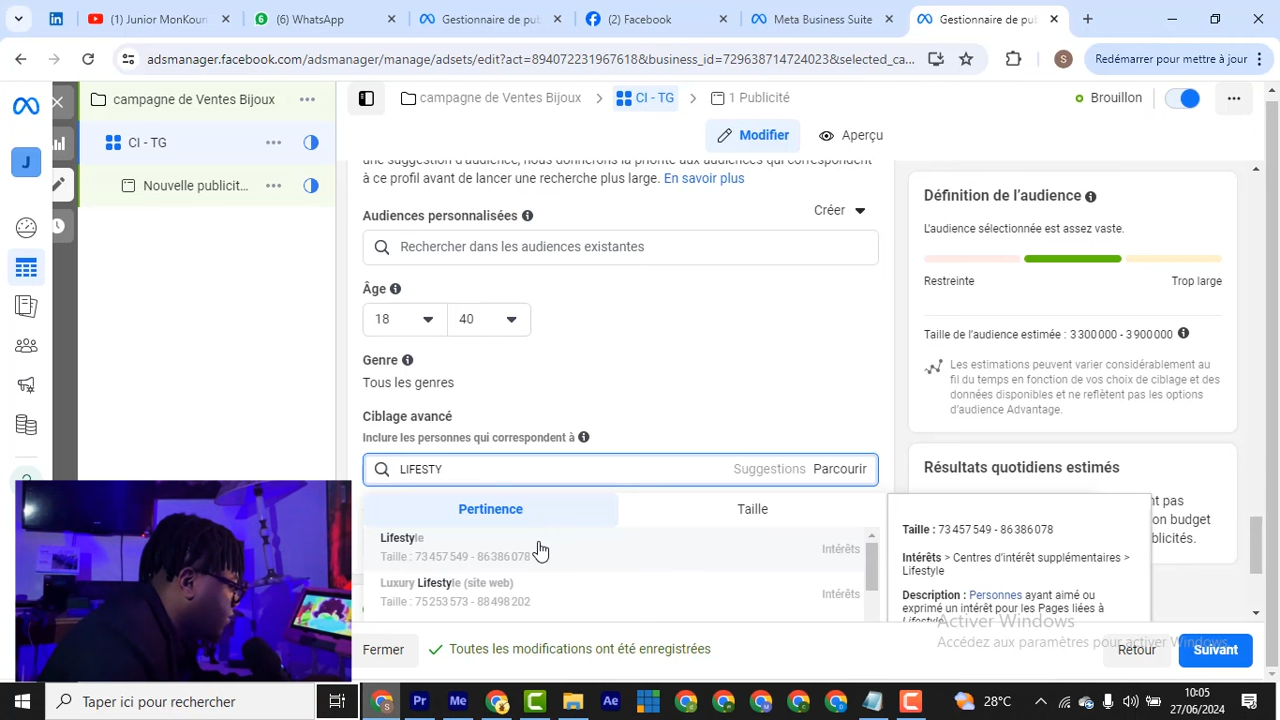 (1) Junior MonKoun
(6) WhatsApp
Gestionnaire de pu
(2) Facebook
Meta Business Suite
Gestionnaire de pu
adsmanager.facebook.com/adsmanager/manage/adsets/edit?act=894072231967618&business_id=729638714724023&selected_ca...
S
Redémarrer pour mettre à jour
campagne de Ventes Bijoux
campagne de Ventes Bijoux
CI - TG
1 Publicité
Brouillon
CI - TG
Modifier
Aperçu
J
Nouvelle publicit...
une suggestion d'audience, nous donnerons la priorité aux audiences qui correspondent
à ce profil avant de lancer une recherche plus large. En savoir plus
Audiences personnalisées
Créer
Rechercher dans les audiences existantes
Âge
18
40
Genre
Tous les genres
Ciblage avancé
Inclure les personnes qui correspondent à
LIFESTY
Suggestions
Parcourir
Pertinence
Taille
Lifestyle
Taille : 73 457 549 - 86 386 078
Intérêts
Luxury Lifestyle (site web)
Taille : 75 253 573 - 88 498 202
Intérêts
Définition de l'audience
L'audience sélectionnée est assez vaste.
Restreinte
Trop large
Taille de l'audience estimée : 3 300 000 - 3 900 000
Les estimations peuvent varier considérablement au
fil du temps en fonction de vos choix de ciblage et des
données disponibles et ne reflètent pas les options
d'audience Advantage.
Résultats quotidiens estimés
nt pas
on budget
blicités.
Taille : 73 457 549 - 86 386 078
Intérêts > Centres d'intérêt supplémentaires >
Lifestyle
Description : Personnes ayant aimé ou
exprimé un intérêt pour les Pages liées à
Lifestyle
Activer Windows
Accédez aux paramètres pour activer Windows.
Fermer
Toutes les modifications ont été enregistrées
Retour
Suivant
Taper ici pour rechercher
Pr
Me
Ae
28°C
10:05
27/06/2024